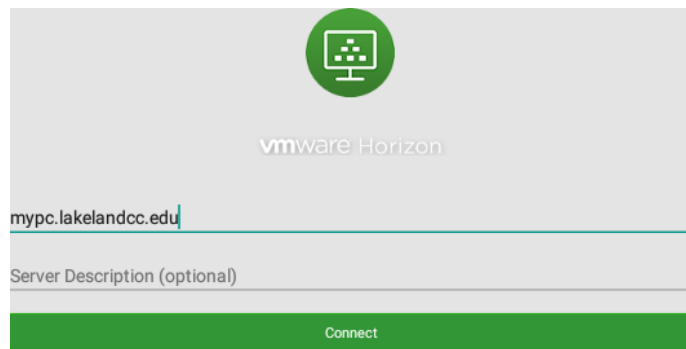 vmware Horizon
mypc.lakelandcc.edu
Server Description (optional)
Connect